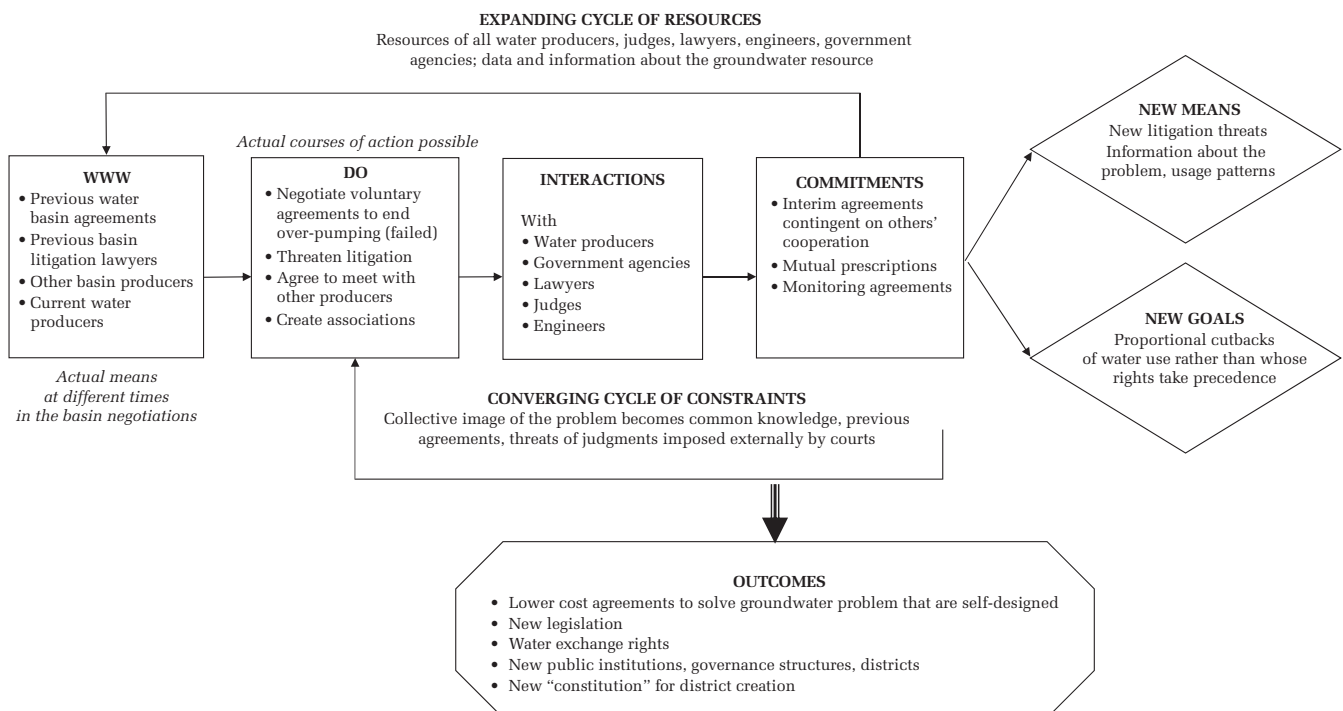 EXPANDING CYCLE OF RESOURCES
Resources of all water producers, judges, lawyers, engineers, government
agencies; data and information about the groundwater resource
Actual courses of action possible
WWW
• Previous water
basin agreements
• Previous basin
litigation lawyers
• Other basin producers
• Current water
producers
Actual means
at different times
in the basin negotiations
DO
• Negotiate voluntary
agreements to end
over-pumping (failed)
• Threaten litigation
• Agree to meet with
other producers
• Create associations
INTERACTIONS
With
• Water producers
• Government agencies
• Lawyers
• Judges
• Engineers
COMMITMENTS
• Interim agreements
contingent on others’
cooperation
• Mutual prescriptions
• Monitoring agreements
NEW MEANS
New litigation threats
Information about the
problem, usage patterns
NEW GOALS
Proportional cutbacks
of water use rather than whose
rights take precedence
CONVERGING CYCLE OF CONSTRAINTS
Collective image of the problem becomes common knowledge, previous
agreements, threats of judgments imposed externally by courts
OUTCOMES
• Lower cost agreements to solve groundwater problem that are self-designed
• New legislation
• Water exchange rights
• New public institutions, governance structures, districts
• New “constitution” for district creation